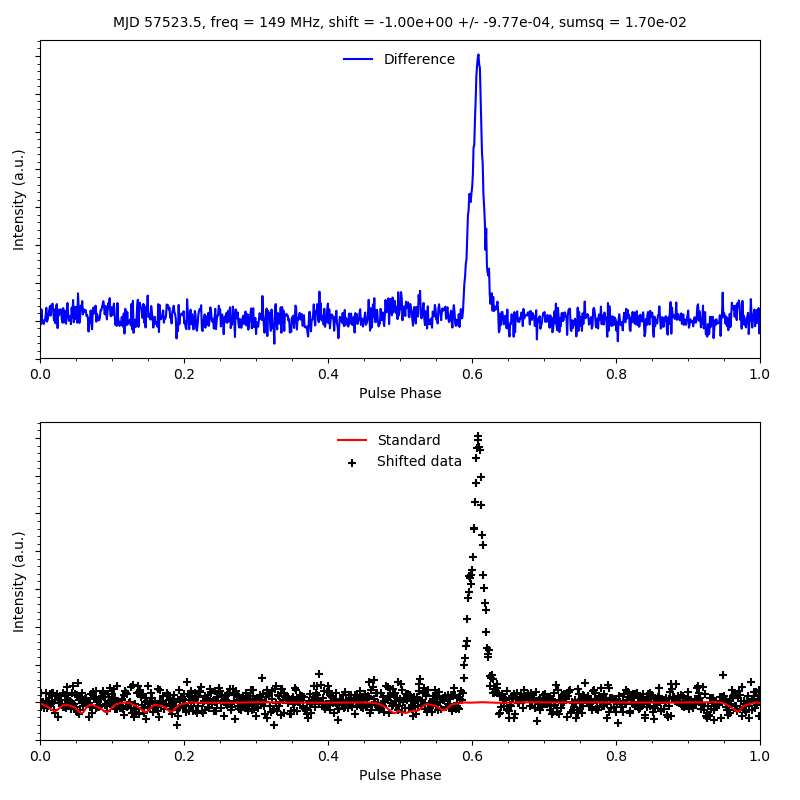 MJD 57523.5, freq = 149 MHz, shift = -1.00e+00 +/- -9.77e-04, sumsq = 1.70e-02
Difference
Intensity (a.u.)
0.0 0.2 0.4 0.6 0.8 1.0
Pulse Phase
Standard
Shifted data
Intensity (a.u.)
0.0 0.2 0.4 0.6 0.8 1.0
Pulse Phase